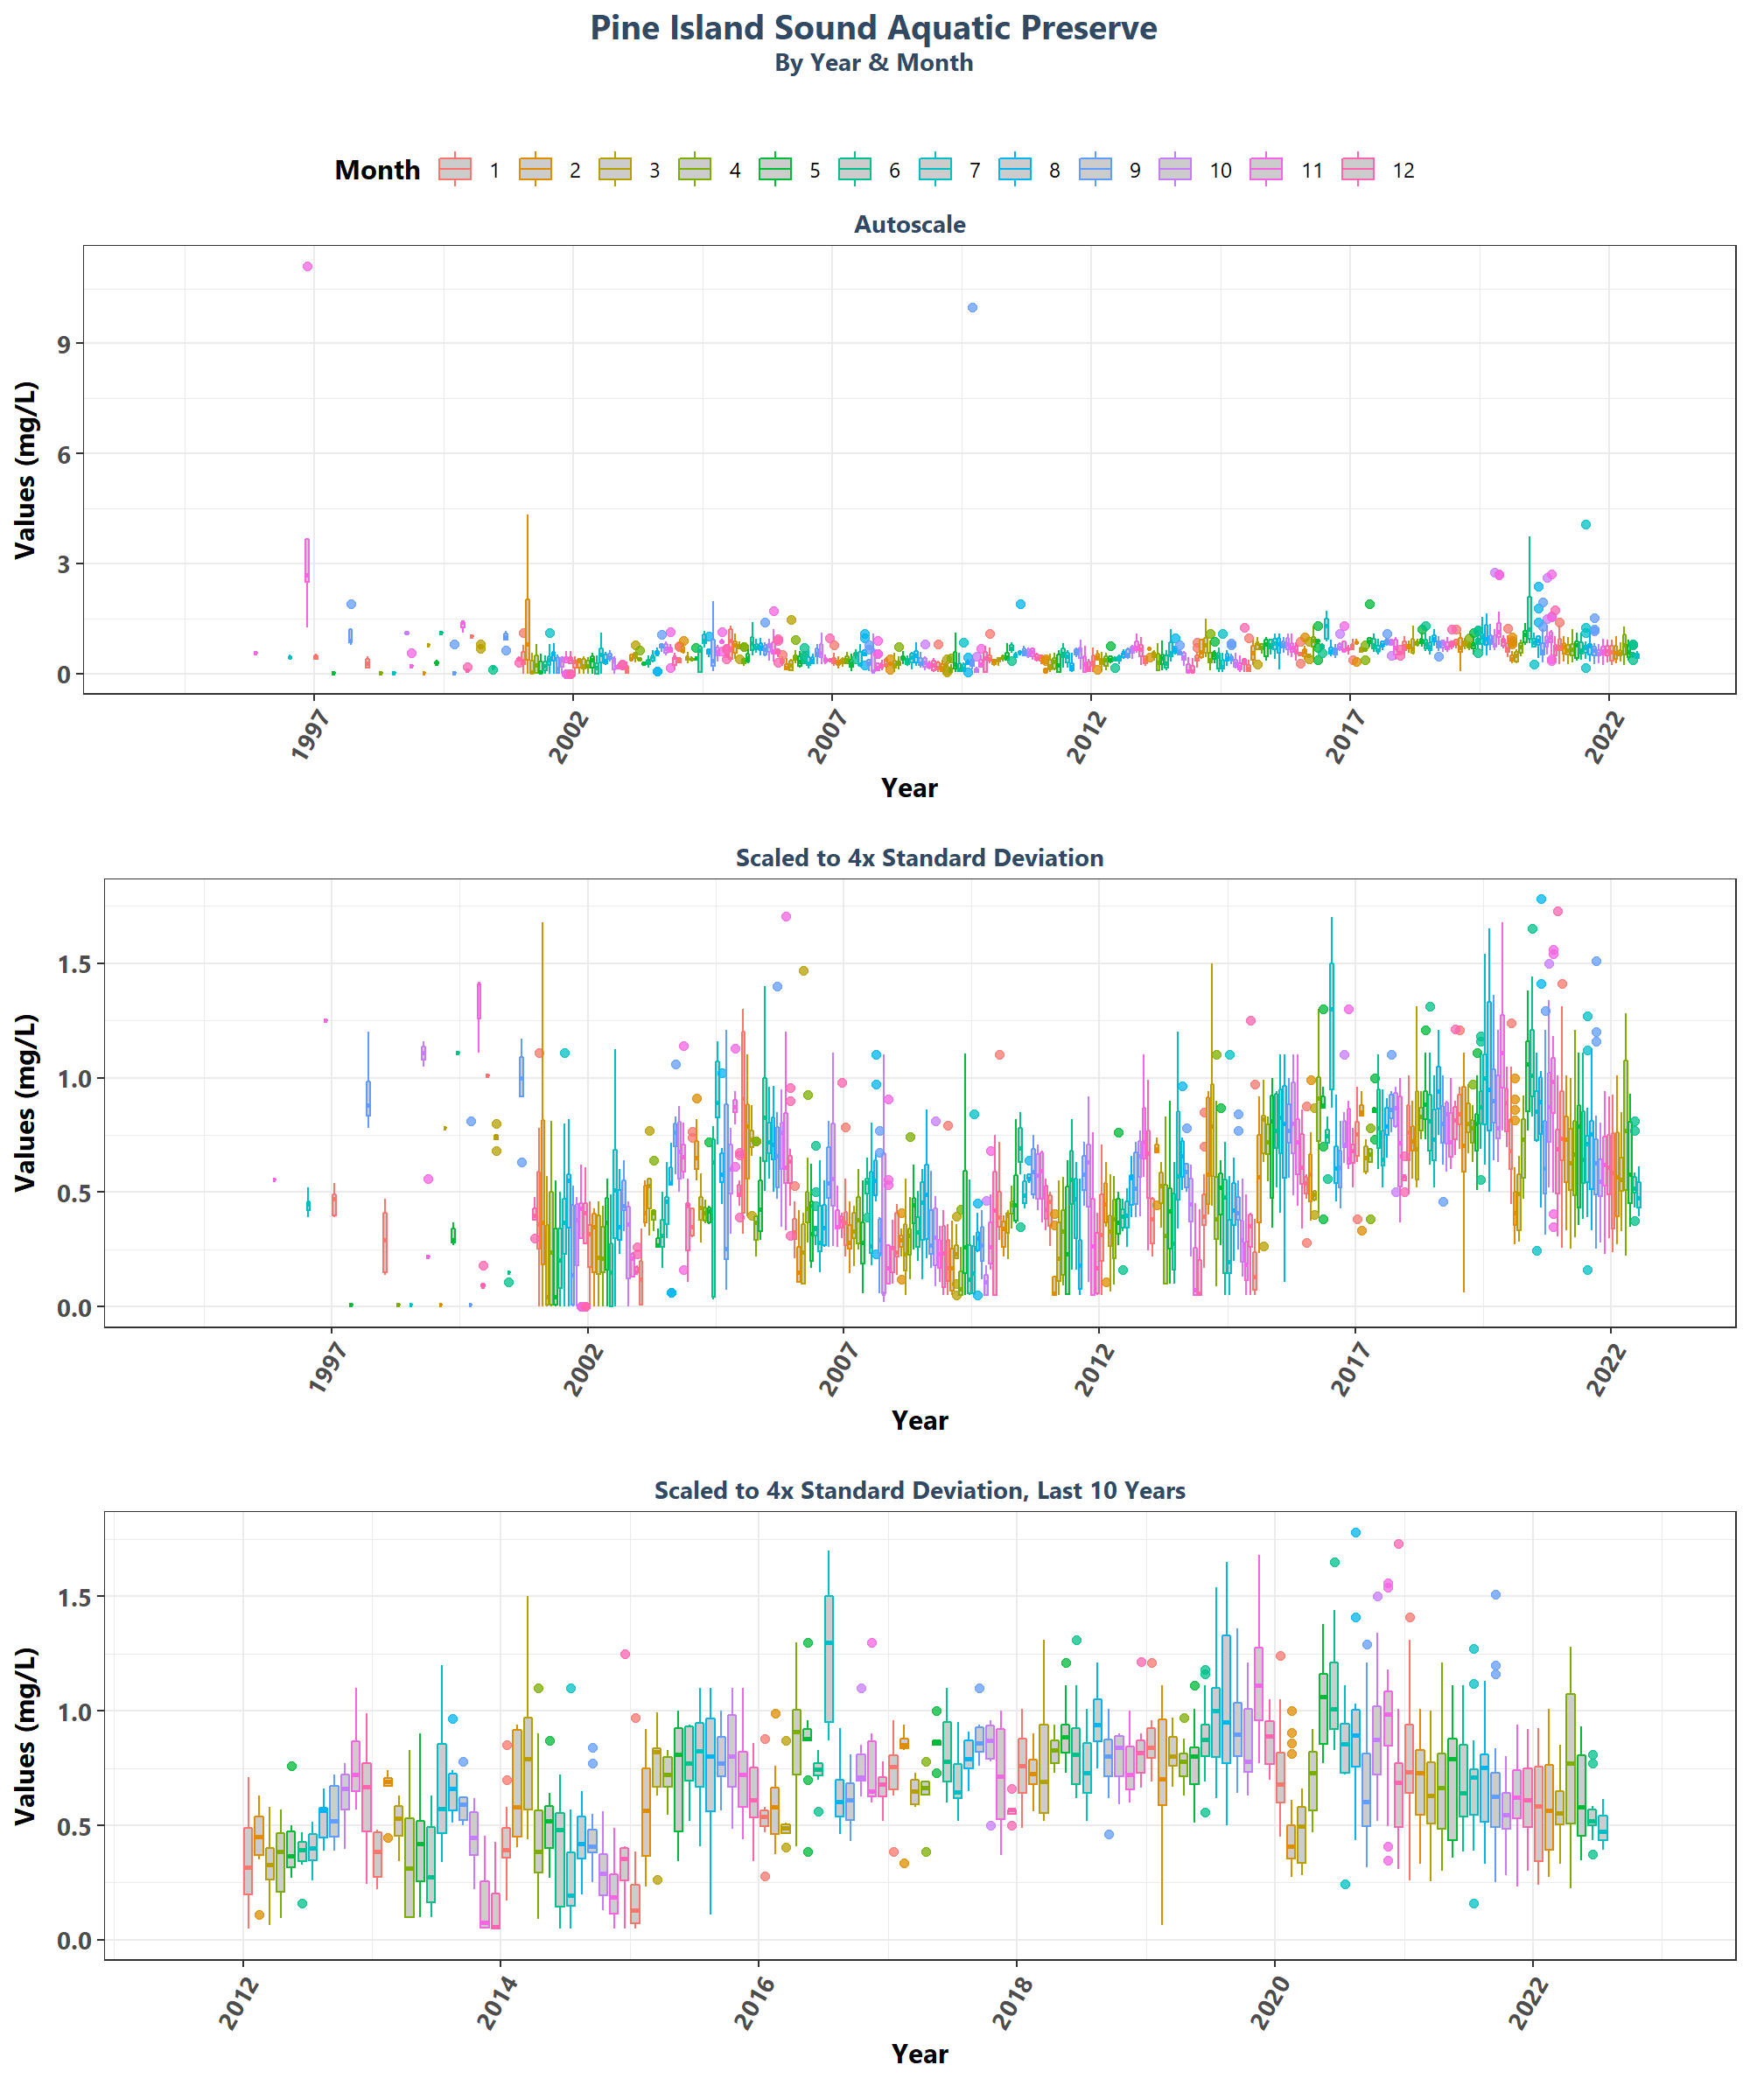 Pine Island Sound Aquatic Preserve
By Year & Month
Month 1 2 3 4 5 6 7 8 9 10 11 12
Autoscale
Values (mg/L)
9
6
3
0
1997 2002 2007 2012 2017 2022
Year
Scaled to 4x Standard Deviation
Values (mg/L)
1.5
1.0
0.5
0.0
1997 2002 2007 2012 2017 2022
Year
Scaled to 4x Standard Deviation, Last 10 Years
Values (mg/L)
1.5
1.0
0.5
0.0
2012 2014 2016 2018 2020 2022
Year